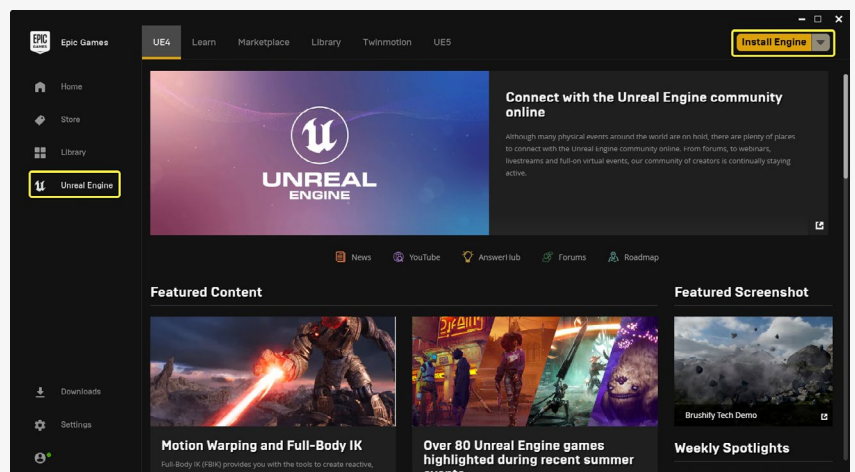 EPIC
GAMES
Epic Games
UE4
Learn
Marketplace
Library
Twinmotion
UE5
Install Engine
Home
Store
Library
Unreal Engine
Downloads
Settings
UNREAL
ENGINE
Connect with the Unreal Engine community
online
Although many physical events around the world are on hold, there are plenty of places
to connect with the Unreal Engine community online. From forums, to webinars,
livestreams and full-on virtual events, our community of creators is continually staying
active.
News
YouTube
AnswerHub
Forums
Roadmap
Featured Content
Featured Screenshot
Brushify Tech Demo
Motion Warping and Full-Body IK
Full-Body IK (FBIK) provides you with the tools to create reactive,
Over 80 Unreal Engine games
highlighted during recent summer
events
Weekly Spotlights